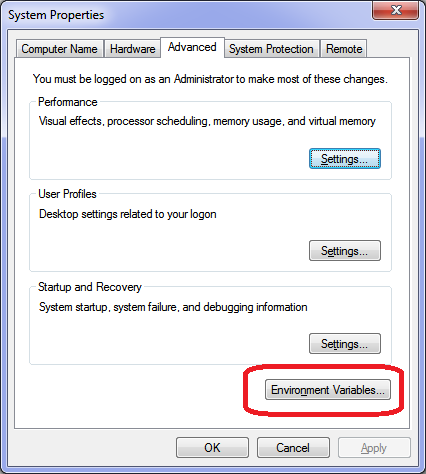 System Properties
Computer Name Hardware Advanced System Protection Remote
You must be logged on as an Administrator to make most of these changes.
Performance
Visual effects, processor scheduling, memory usage, and virtual memory
Settings...
User Profiles
Desktop settings related to your logon
Settings...
Startup and Recovery
System startup, system failure, and debugging information
Settings...
Environment Variables...
OK Cancel Apply